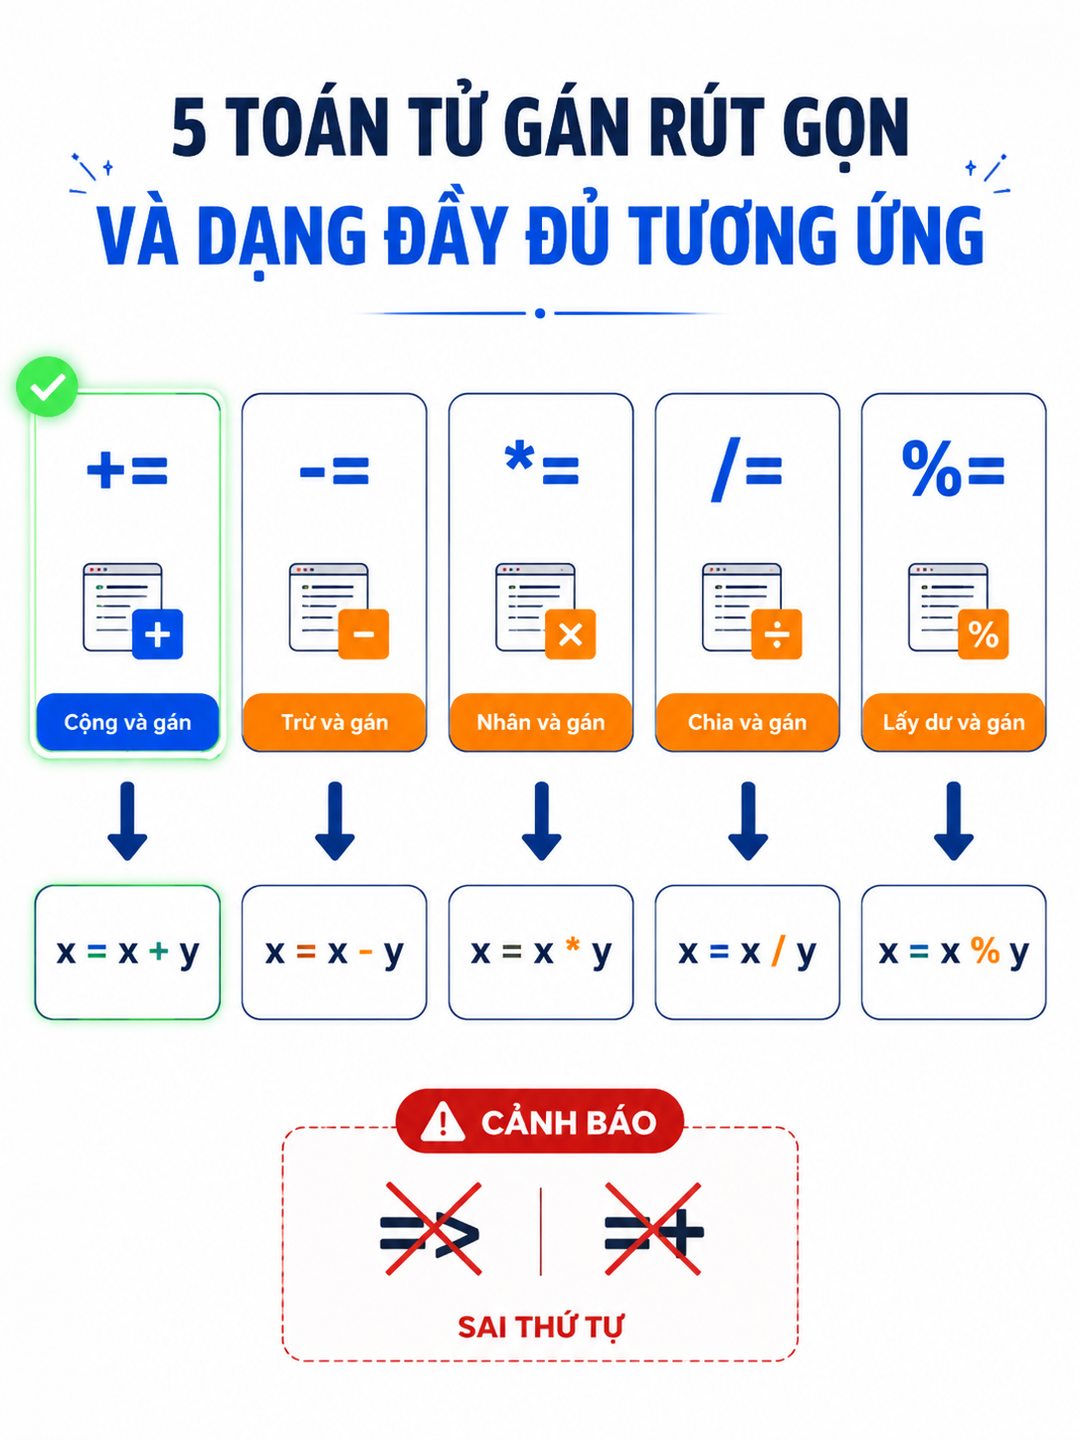 5 TOÁN TỬ GÁN RÚT GỌN
VÀ DẠNG ĐẦY ĐỦ TƯƠNG ỨNG
+=
-=
*=
/=
%=
+
-
×
÷
%
Cộng và gán
Trừ và gán
Nhân và gán
Chia và gán
Lấy dư và gán
x = x + y
x = x - y
x = x * y
x = x / y
x = x % y
CẢNH BÁO
=>
=+
SAI THỨ TỰ